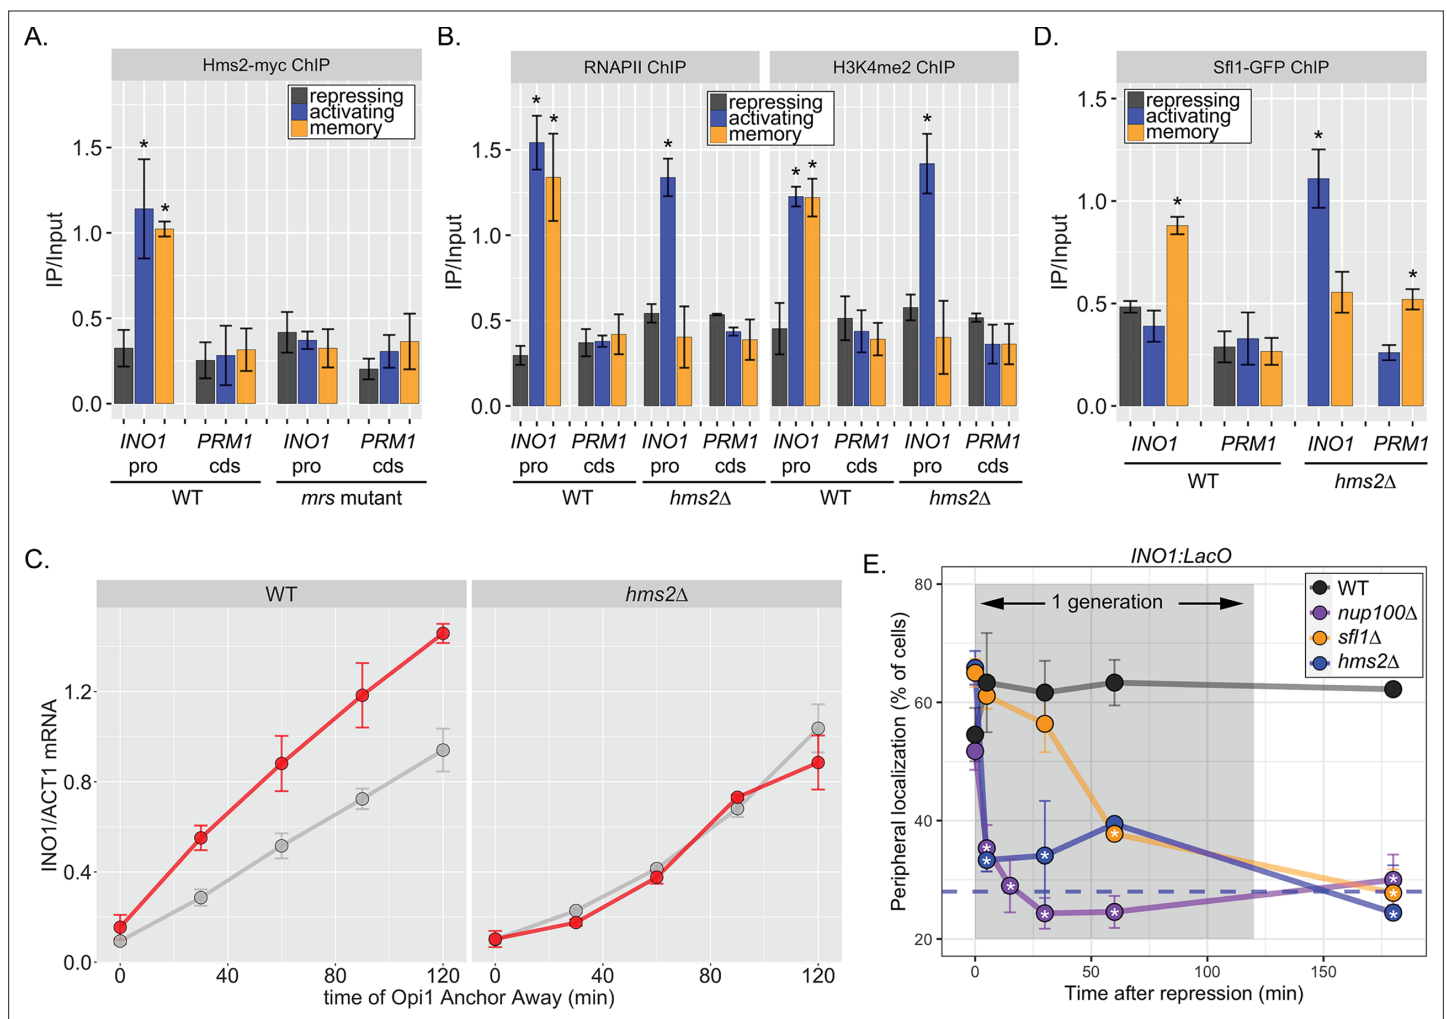 A.
Hms2-myc ChIP
repressing
activating
memory
*
*
IP/Input
1.5
1.0
0.5
0.0
INO1 PRM1 INO1 PRM1
pro cds pro cds
WT mrs mutant
B.
RNAPII ChIP H3K4me2 ChIP
repressing
activating
memory
* * * * * *
IP/Input
1.5
1.0
0.5
0.0
INO1 PRM1 INO1 PRM1 INO1 PRM1 INO1 PRM1
pro cds pro cds pro cds pro cds
WT hms2Δ WT hms2Δ
D.
Sfl1-GFP ChIP
repressing
activating
memory
* * *
IP/Input
1.5
1.0
0.5
0.0
INO1 PRM1 INO1 PRM1
WT hms2Δ
C.
WT hms2Δ
INO1/ACT1 mRNA
1.2
0.8
0.4
0.0
0 40 80 120 0 40 80 120
time of Opi1 Anchor Away (min)
E.
INO1:LacO
1 generation
WT
nup100Δ
sfl1Δ
hms2Δ
Peripheral localization (% of cells)
80
60
40
20
* * * * * * * * * *
0 50 100 150
Time after repression (min)